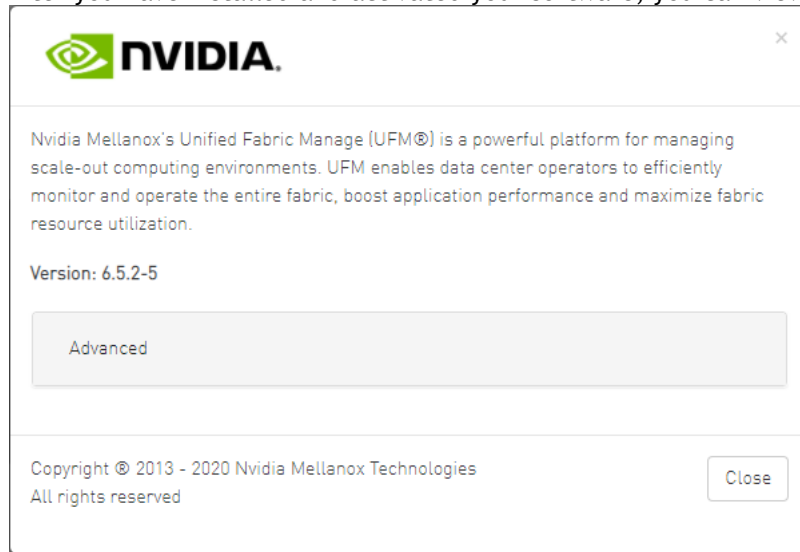 NVIDIA.
×
Nvidia Mellanox's Unified Fabric Manage (UFM®) is a powerful platform for managing
scale-out computing environments. UFM enables data center operators to efficiently
monitor and operate the entire fabric, boost application performance and maximize fabric
resource utilization.
Version: 6.5.2-5
Advanced
Copyright ® 2013 - 2020 Nvidia Mellanox Technologies
All rights reserved
Close